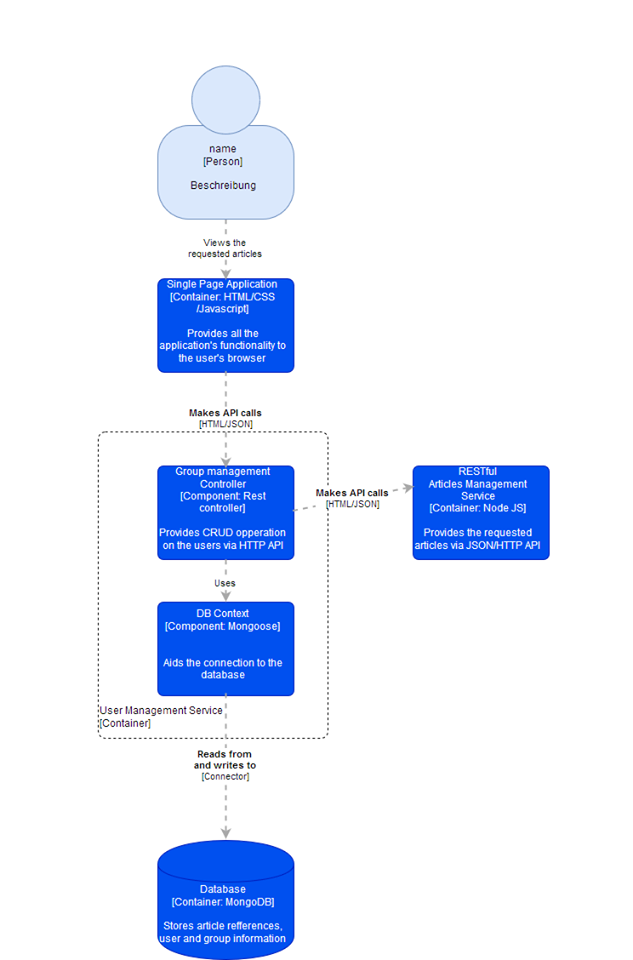 name
[Person]
Beschreibung
Views the
requested articles
Single Page Application
[Container: HTML/CSS
/Javascript]
Provides all the
application's functionality to
the user's browser
Makes API calls
[HTML/JSON]
Group management
Controller
[Component: Rest
controller]
Provides CRUD opperation
on the users via HTTP API
Makes API calls
[HTML/JSON]
RESTful
Articles Management
Service
[Container: Node JS]
Provides the requested
articles via JSON/HTTP API
Uses
DB Context
[Component: Mongoose]
Aids the connection to the
database
User Management Service
[Container]
Reads from
and writes to
[Connector]
Database
[Container: MongoDB]
Stores article refferences,
user and group information